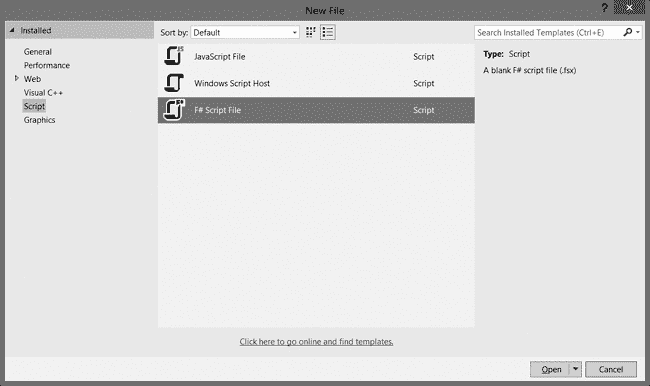 New File
Installed
Sort by: Default
Search Installed Templates (Ctrl+E)
General
Performance
Web
Visual C++
Script
Graphics
JavaScript File Script
Windows Script Host Script
F# Script File Script
Type: Script
A blank F# script file (.fsx)
Click here to go online and find templates.
Open Cancel